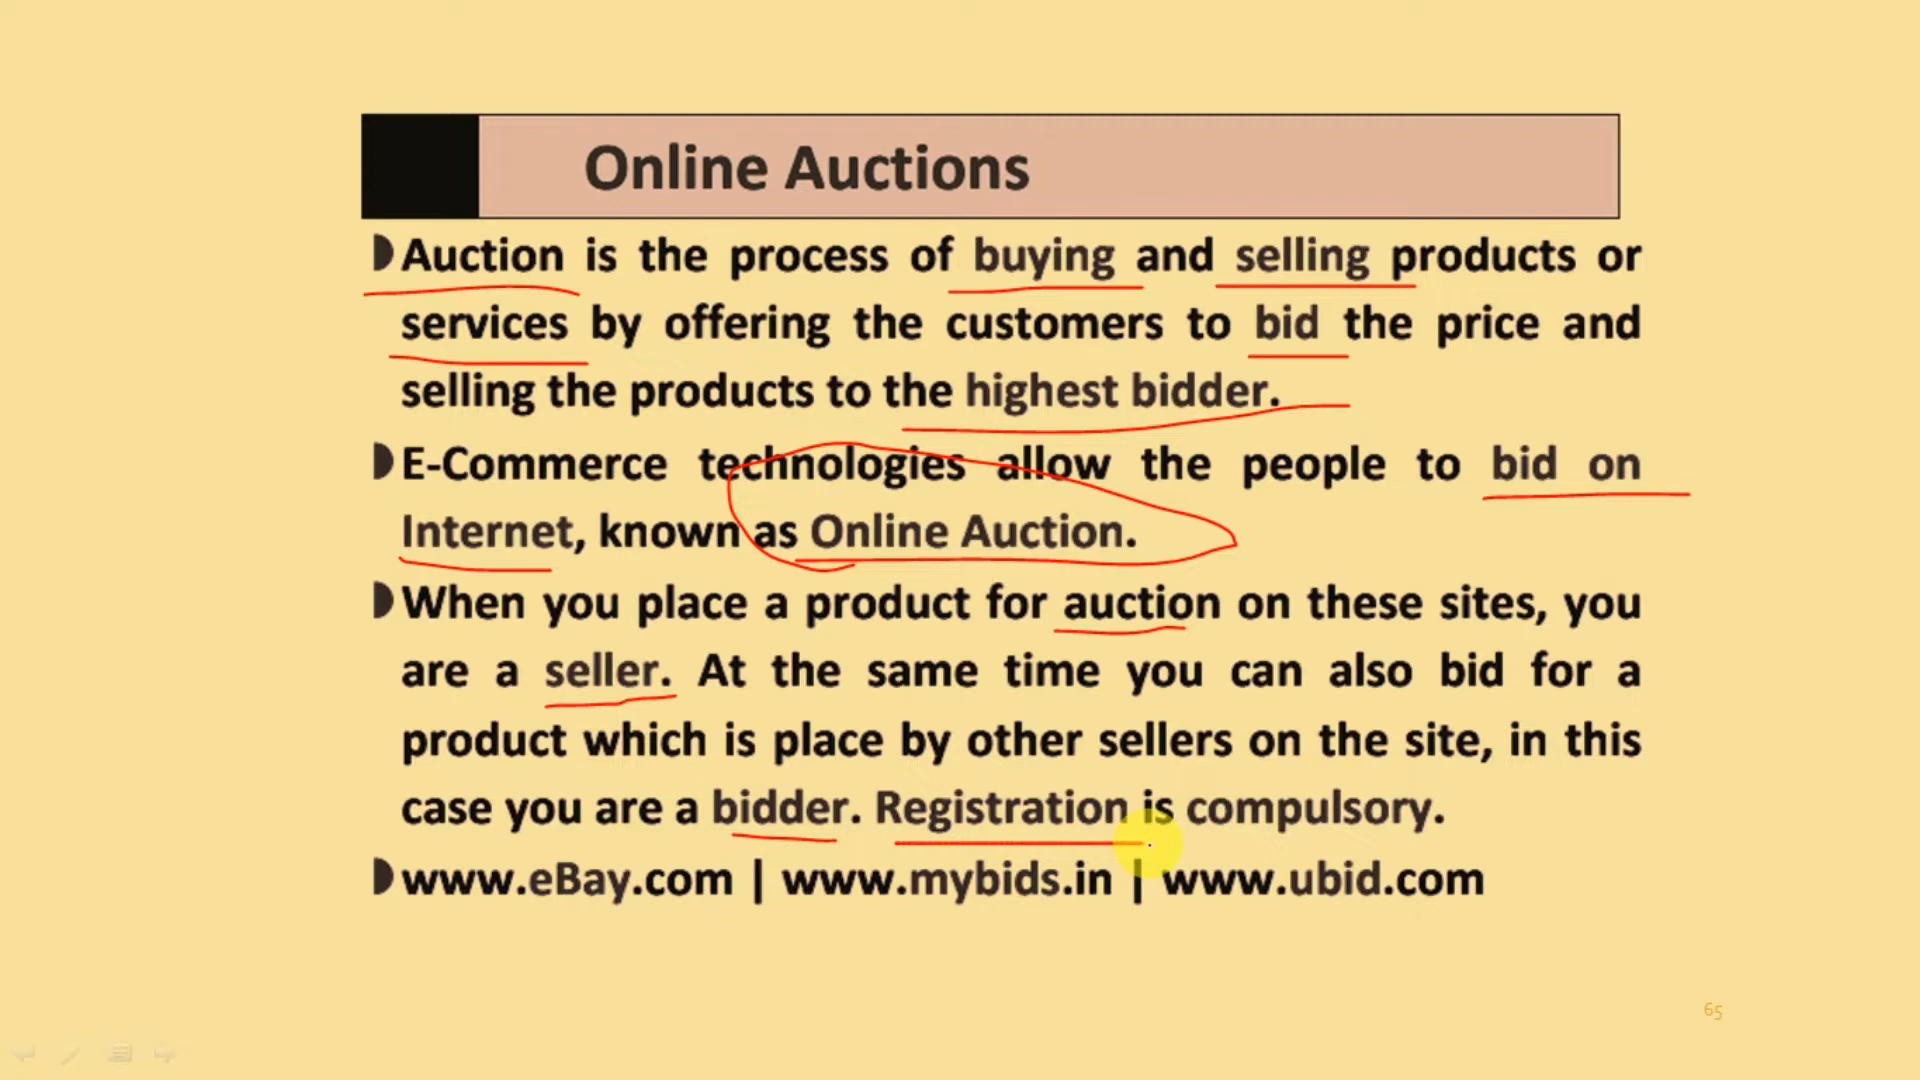 Online Auctions
Auction is the process of buying and selling products or
services by offering the customers to bid the price and
selling the products to the highest bidder.
E-Commerce technologies allow the people to bid on
Internet, known as Online Auction.
When you place a product for auction on these sites, you
are a seller. At the same time you can also bid for a
product which is place by other sellers on the site, in this
case you are a bidder. Registration is compulsory.
www.eBay.com | www.mybids.in | www.ubid.com
65